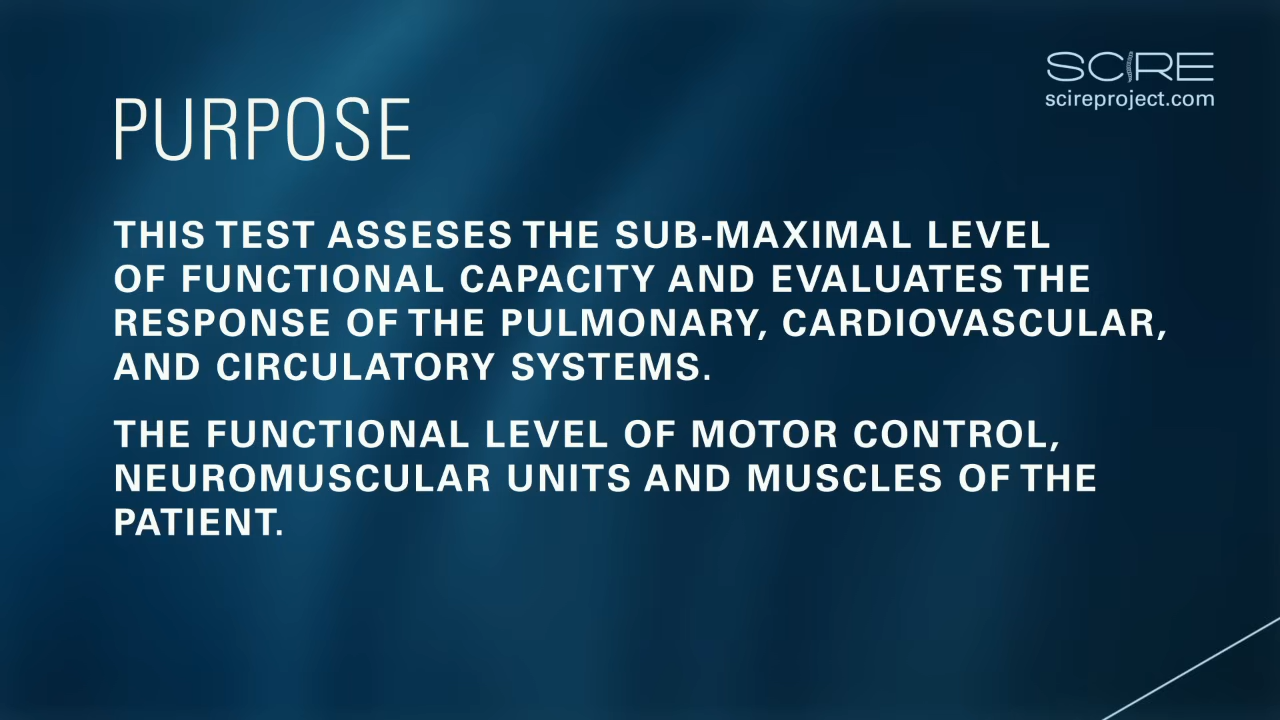 SCIRE
scireproject.com
PURPOSE
THIS TEST ASSESES THE SUB-MAXIMAL LEVEL
OF FUNCTIONAL CAPACITY AND EVALUATES THE
RESPONSE OF THE PULMONARY, CARDIOVASCULAR,
AND CIRCULATORY SYSTEMS.
THE FUNCTIONAL LEVEL OF MOTOR CONTROL,
NEUROMUSCULAR UNITS AND MUSCLES OF THE
PATIENT.